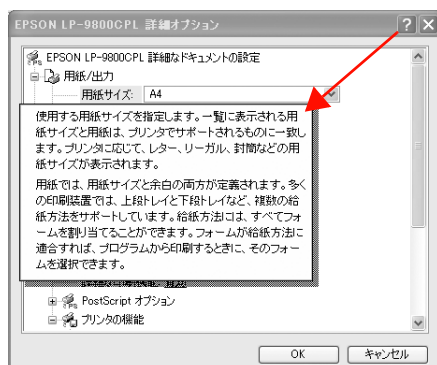 EPSON LP-9800CPL 詳細オプション
EPSON LP-9800CPL 詳細なドキュメントの設定
用紙/出力
用紙サイズ: A4
使用する用紙サイズを指定します。一覧に表示される用
紙サイズと用紙は、プリンタでサポートされるものに一致し
ます。プリンタに応じて、レター、リーガル、封筒などの用
紙サイズが表示されます。
用紙では、用紙サイズと余白の両方が定義されます。多く
の印刷装置では、上段トレイと下段トレイなど、複数の給
紙方法をサポートしています。給紙方法には、すべてフォ
ームを割り当てることができます。フォームが給紙方法に
適合すれば、プログラムから印刷するときに、そのフォー
ムを選択できます。
PostScript オプション
プリンタの機能
OK キャンセル